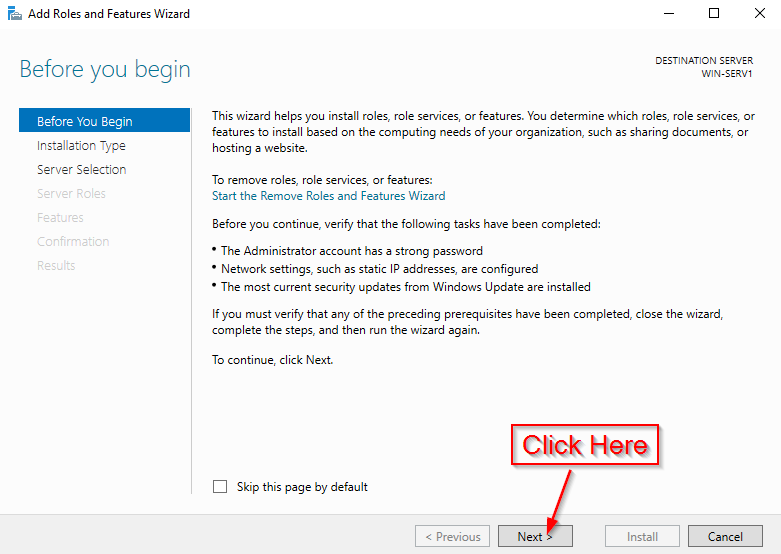 Add Roles and Features Wizard
Before you begin
DESTINATION SERVER
WIN-SERV1
Before You Begin
Installation Type
Server Selection
Server Roles
Features
Confirmation
Results
This wizard helps you install roles, role services, or features. You determine which roles, role services, or
features to install based on the computing needs of your organization, such as sharing documents, or
hosting a website.
To remove roles, role services, or features:
Start the Remove Roles and Features Wizard
Before you continue, verify that the following tasks have been completed:
• The Administrator account has a strong password
• Network settings, such as static IP addresses, are configured
• The most current security updates from Windows Update are installed
If you must verify that any of the preceding prerequisites have been completed, close the wizard,
complete the steps, and then run the wizard again.
To continue, click Next.
Click Here
Skip this page by default
< Previous
Next >
Install
Cancel